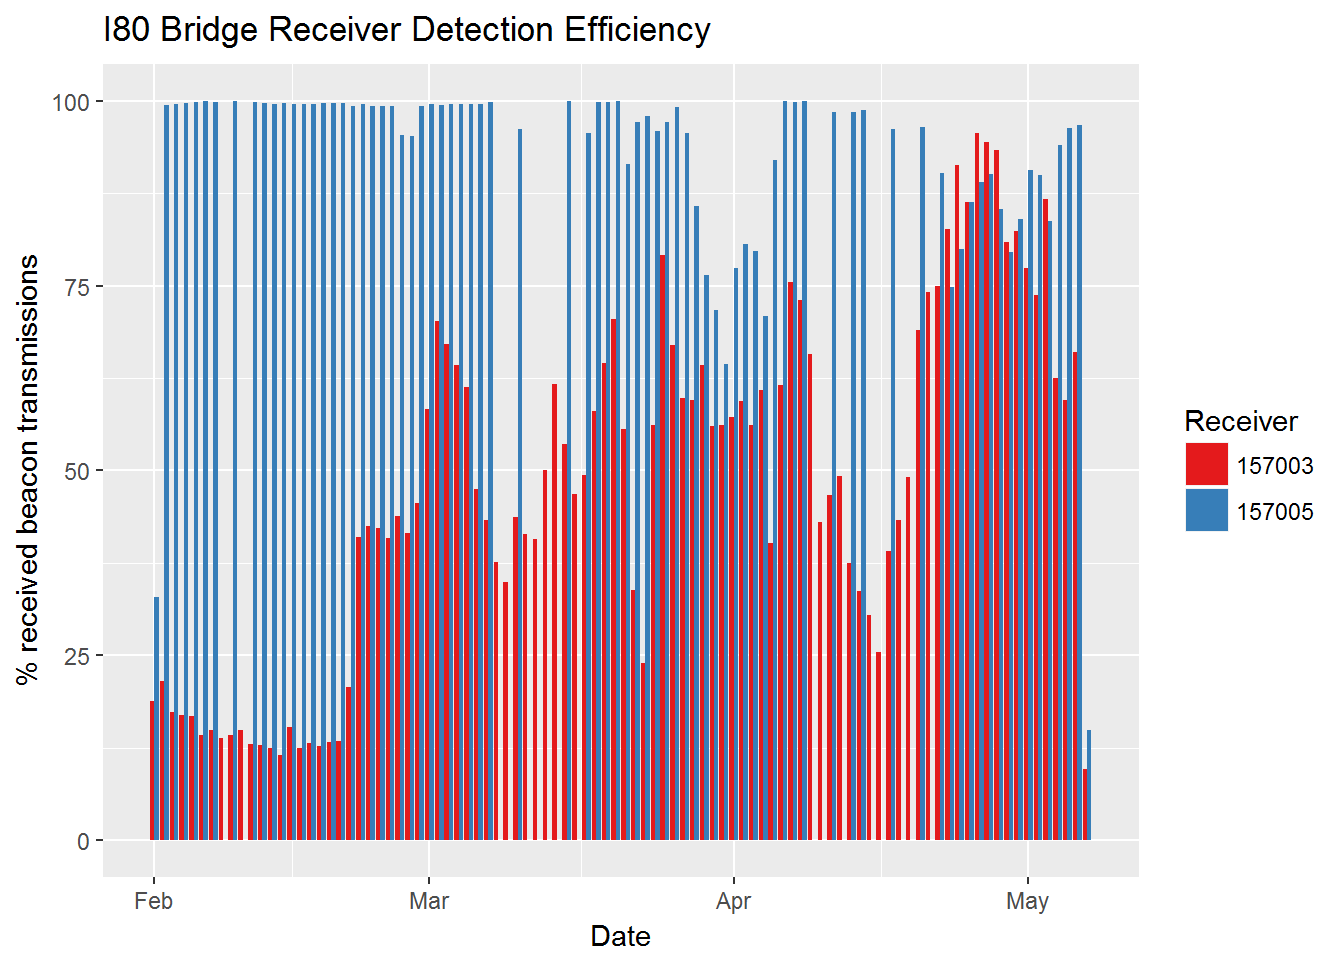 I80 Bridge Receiver Detection Efficiency
% received beacon transmissions
100
75
50
25
0
Feb
Mar
Apr
May
Date
Receiver
157003
157005